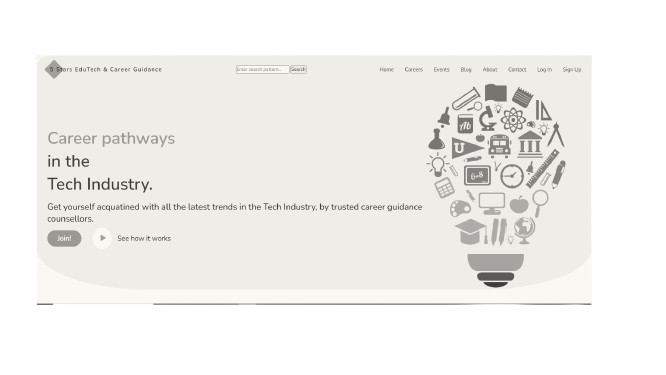 5 Stars EduTech & Career Guidance
Enter search pattern...
Search
Home
Careers
Events
Blog
About
Contact
Log In
Sign Up
Career pathways
in the
Tech Industry.
Get yourself acquatined with all the latest trends in the Tech Industry, by trusted career guidance
counsellors.
Join!
See how it works
Ab
U
6+8